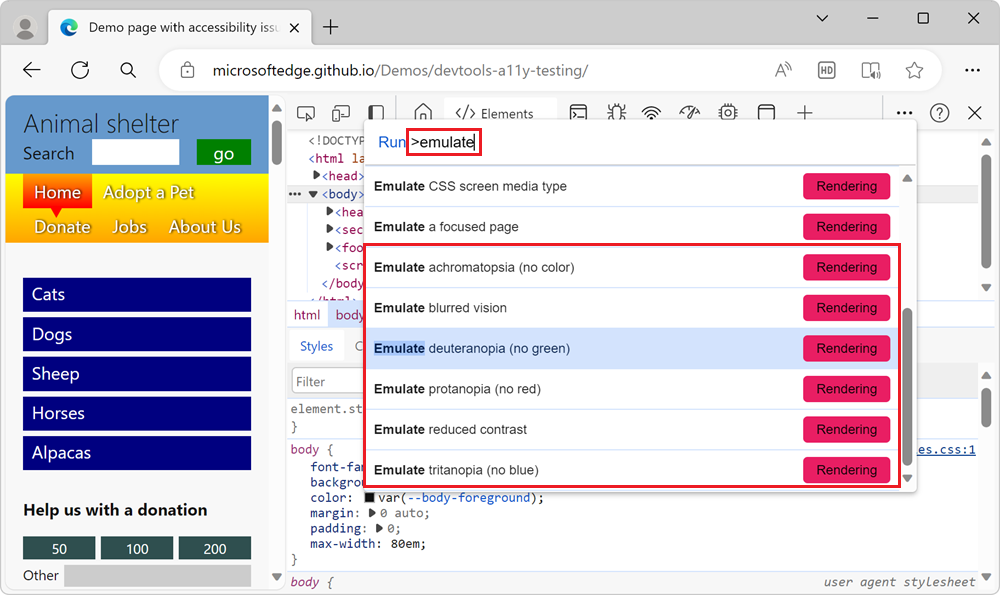 Demo page with accessibility iss
microsoftedge.github.io/Demos/devtools-a11y-testing/
A
HD
Animal shelter
Search
go
Home
Adopt a Pet
Donate
Jobs
About Us
Cats
Dogs
Sheep
Horses
Alpacas
Help us with a donation
50
100
200
Other
</> Elements
?
<!DOCTYP
<html la
<head>
<body>
<hea
<sec
<foo
<scr
</body
</html>
html
body
Styles
C
Filter
element.st
}
body {
es.css:1
font-fam
backgroun
color: var(--body-foreground);
margin: 0 auto;
padding: 0;
max-width: 80em;
}
body {
user agent stylesheet
Run >emulate
Emulate CSS screen media type
Rendering
Emulate a focused page
Rendering
Emulate achromatopsia (no color)
Rendering
Emulate blurred vision
Rendering
Emulate deuteranopia (no green)
Rendering
Emulate protanopia (no red)
Rendering
Emulate reduced contrast
Rendering
Emulate tritanopia (no blue)
Rendering